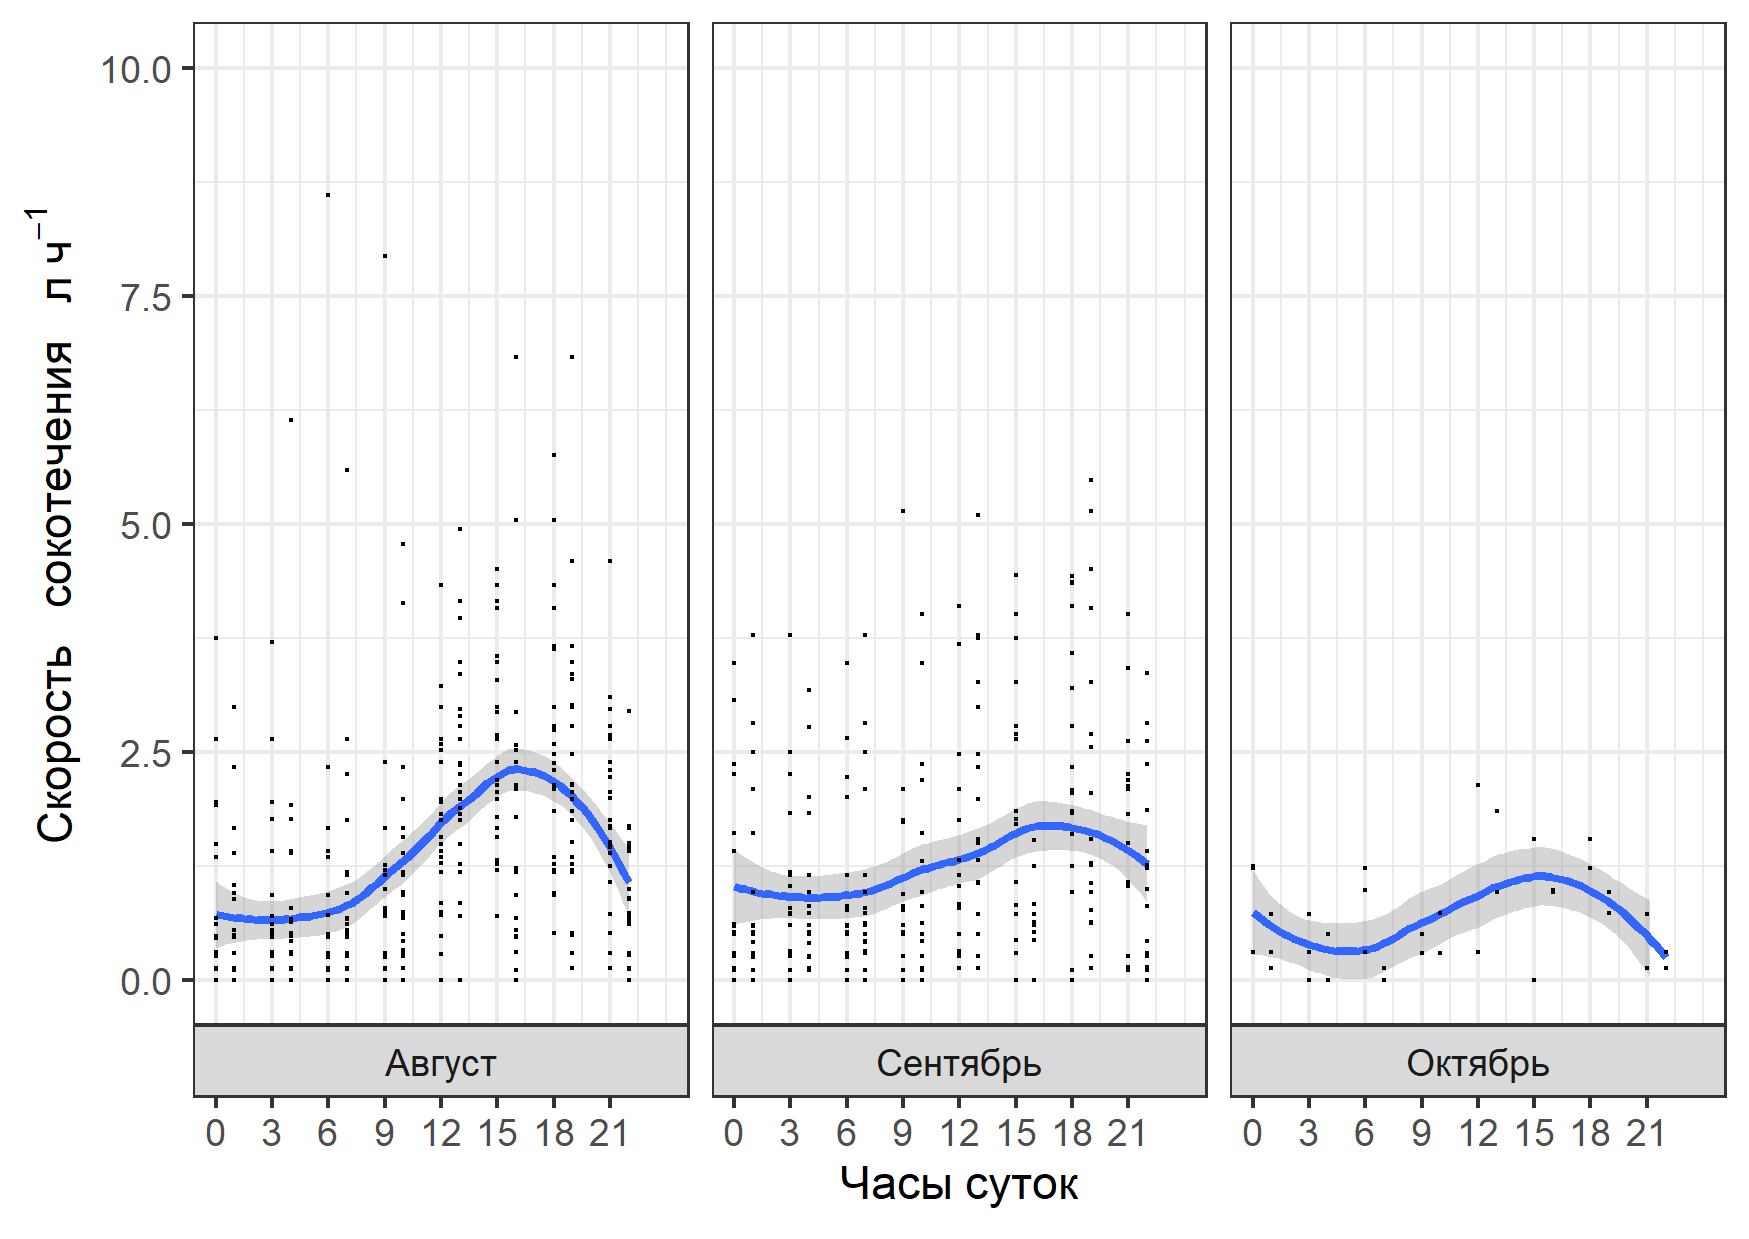 Скорость сокотечения л ч⁻¹
10.0
7.5
5.0
2.5
0.0
Август Сентябрь Октябрь
0 3 6 9 12 15 18 21 0 3 6 9 12 15 18 21 0 3 6 9 12 15 18 21
Часы суток